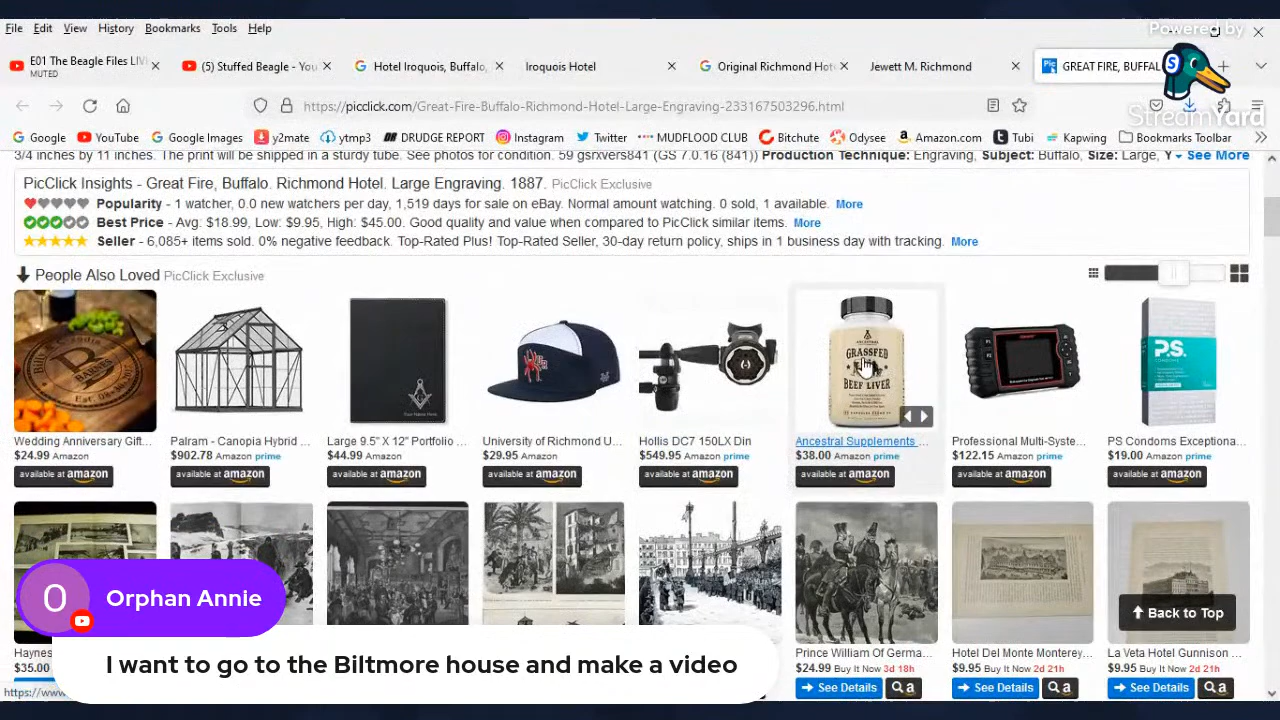 Powered by
StreamYard
File Edit View History Bookmarks Tools Help
E01 The Beagle Files LIV
MUTED
(5) Stuffed Beagle - You
Hotel Iroquois, Buffalo,
Iroquois Hotel
Original Richmond Hot
Jewett M. Richmond
GREAT FIRE, BUFFAL
https://picclick.com/Great-Fire-Buffalo-Richmond-Hotel-Large-Engraving-233167503296.html
Google YouTube Google Images y2mate ytmp3 DRUDGE REPORT Instagram Twitter MUDFLOOD CLUB Bitchute Odysee Amazon.com Tubi Kapwing Bookmarks Toolbar
3/4 inches by 11 inches. The print will be shipped in a sturdy tube. See photos for condition. 59 gsrxvers841 (GS 7.0.16 (841)) Production Technique: Engraving, Subject: Buffalo, Size: Large, Y See More
PicClick Insights - Great Fire, Buffalo. Richmond Hotel. Large Engraving. 1887. PicClick Exclusive
Popularity - 1 watcher, 0.0 new watchers per day, 1,519 days for sale on eBay. Normal amount watching. 0 sold, 1 available. More
Best Price - Avg: $18.99, Low: $9.95, High: $45.00. Good quality and value when compared to PicClick similar items. More
Seller - 6,085+ items sold. 0% negative feedback. Top-Rated Plus! Top-Rated Seller, 30-day return policy, ships in 1 business day with tracking. More
People Also Loved PicClick Exclusive
ANCESTRAL
GRASSFED
BEEF LIVER
P.S.
Your Name Here
Wedding Anniversary Gift... Palram - Canopia Hybrid ... Large 9.5" X 12" Portfolio ... University of Richmond U... Hollis DC7 150LX Din Ancestral Supplements ... Professional Multi-Syste... PS Condoms Exceptiona...
$24.99 Amazon $902.78 Amazon prime $44.99 Amazon $29.95 Amazon $549.95 Amazon prime $38.00 Amazon prime $122.15 Amazon prime $19.00 Amazon prime
available at amazon available at amazon available at amazon available at amazon available at amazon available at amazon available at amazon available at amazon
Back to Top
O Orphan Annie
I want to go to the Biltmore house and make a video
Haynes
$35.00
Prince William Of Germa... Hotel Del Monte Monterey... La Veta Hotel Gunnison ...
$24.99 Buy It Now 3d 18h $9.95 Buy It Now 2d 21h $9.95 Buy It Now 2d 21h
See Details See Details See Details
https://www.